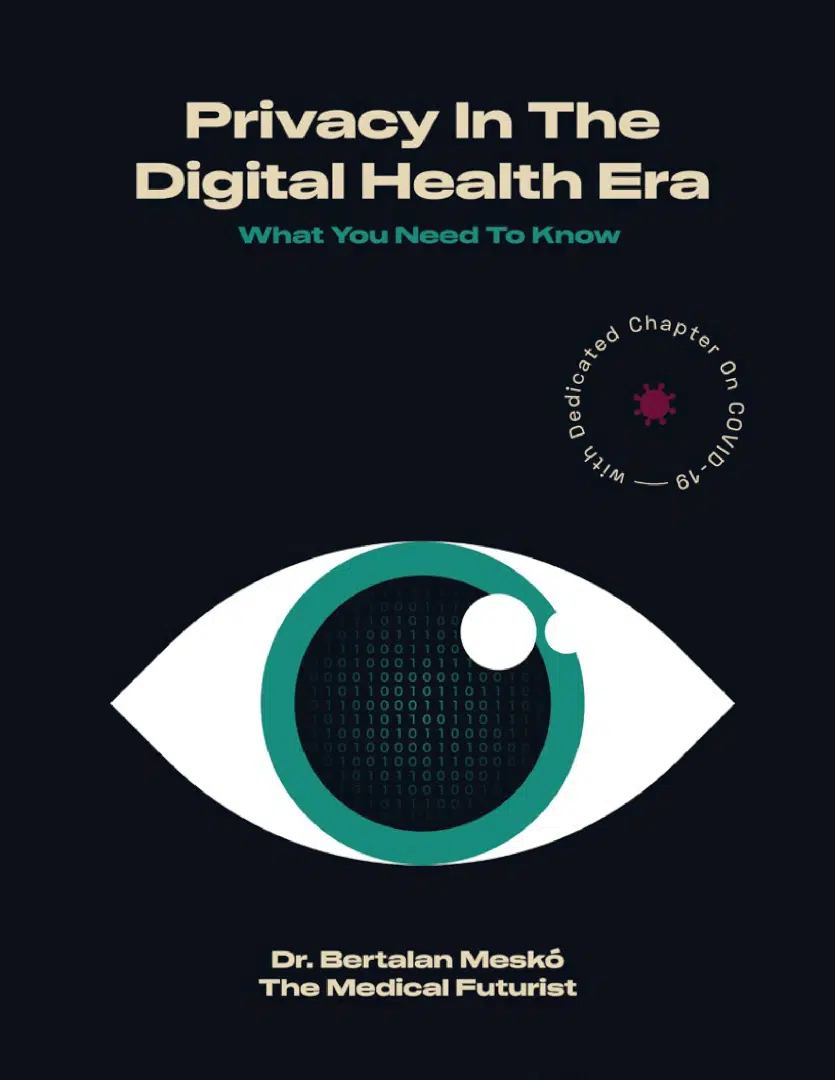 Privacy In The
Digital Health Era
What You Need To Know
with Dedicated Chapter On COVID-19
Dr. Bertalan Meskó
The Medical Futurist